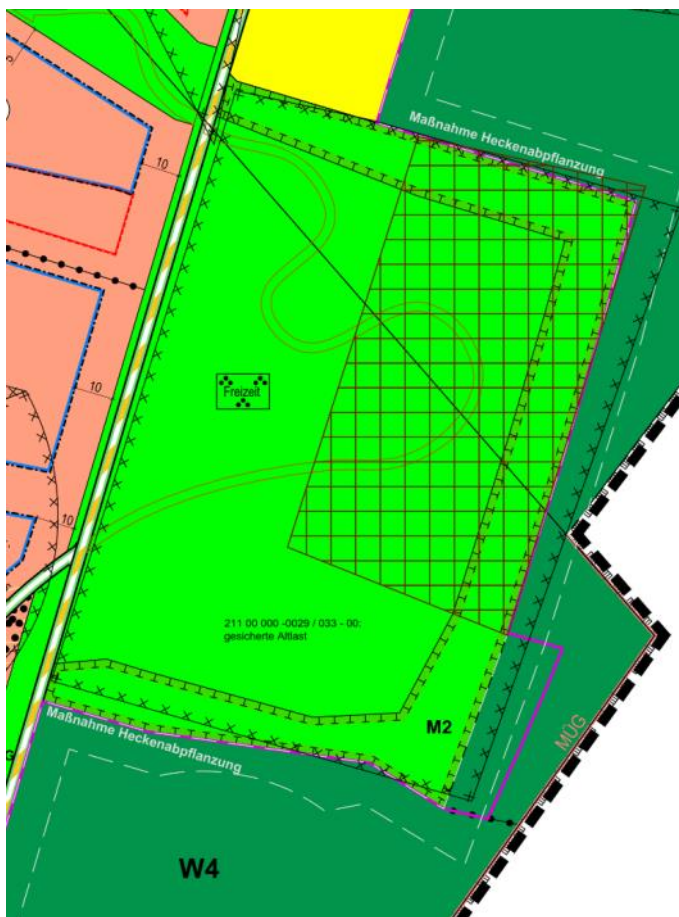 Maßnahme Heckenabpflanzung
10
Freizeit
10
10
211 00 000 -0029 / 033 - 00:
gesicherte Altlast
M2
Maßnahme Heckenabpflanzung
MÜG
W4